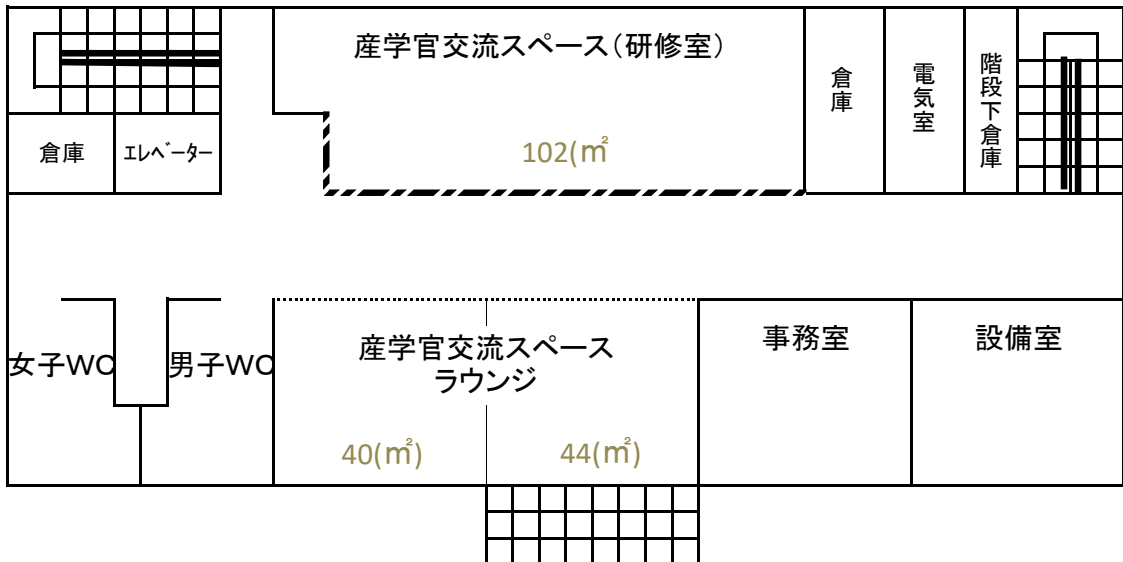 産学官交流スペース（研修室）
倉庫
電気室
階段下倉庫
倉庫
エレベーター
102(㎡
女子WC
男子WC
産学官交流スペース
ラウンジ
事務室
設備室
40(㎡)
44(㎡)